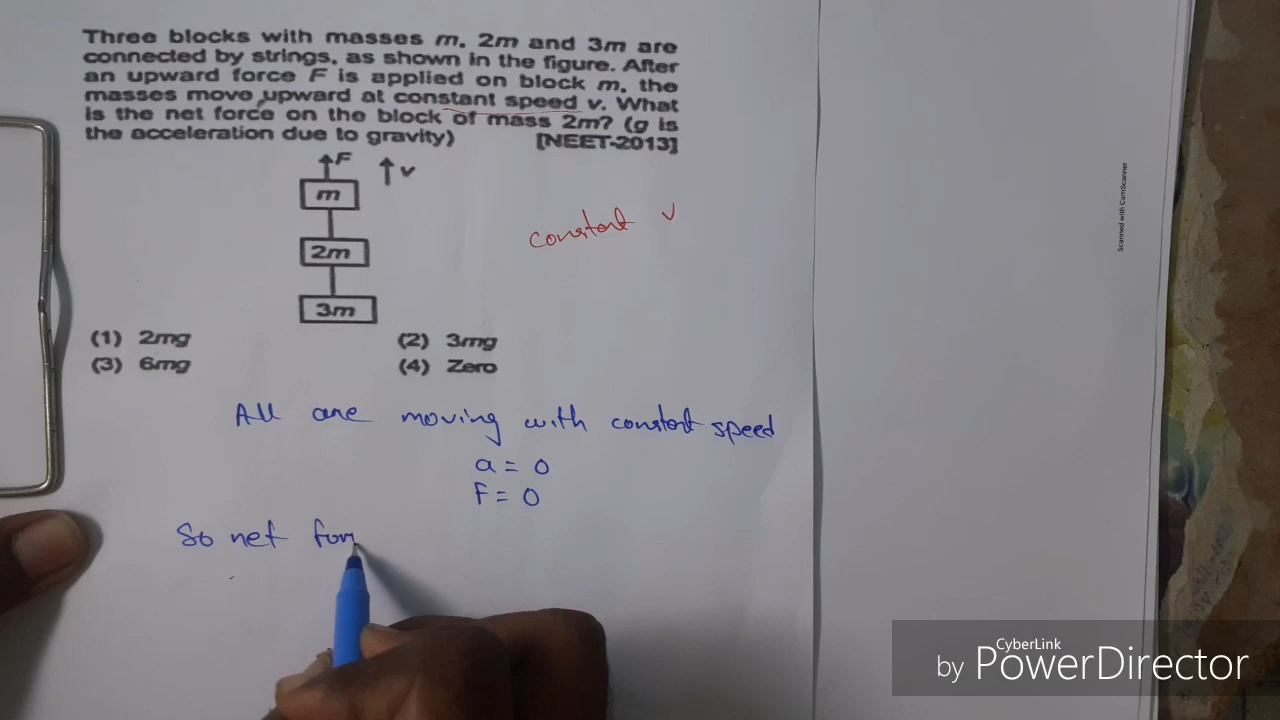 Three blocks with masses m, 2m and 3m are
connected by strings, as shown in the figure. After
an upward force F is applied on block m, the
masses move upward at constant speed v. What
is the net force on the block of mass 2m? (g is
the acceleration due to gravity) [NEET-2013]
F
v
m
constant v
2m
3m
(1) 2mg (2) 3mg
(3) 6mg (4) Zero
All are moving with constant speed
a = 0
F = 0
So net for
Scanned with CamScanner
CyberLink
by PowerDirector